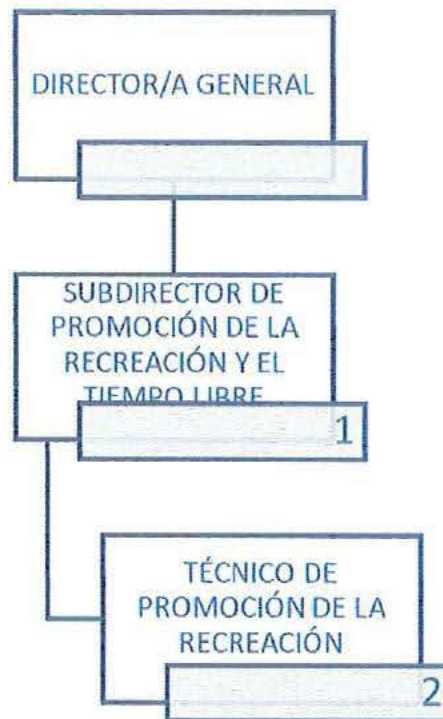 DIRECTOR/A GENERAL
SUBDIRECTOR DE
PROMOCIÓN DE LA
RECREACIÓN Y EL
TIEMPO LIBRE
1
TÉCNICO DE
PROMOCIÓN DE LA
RECREACIÓN
2